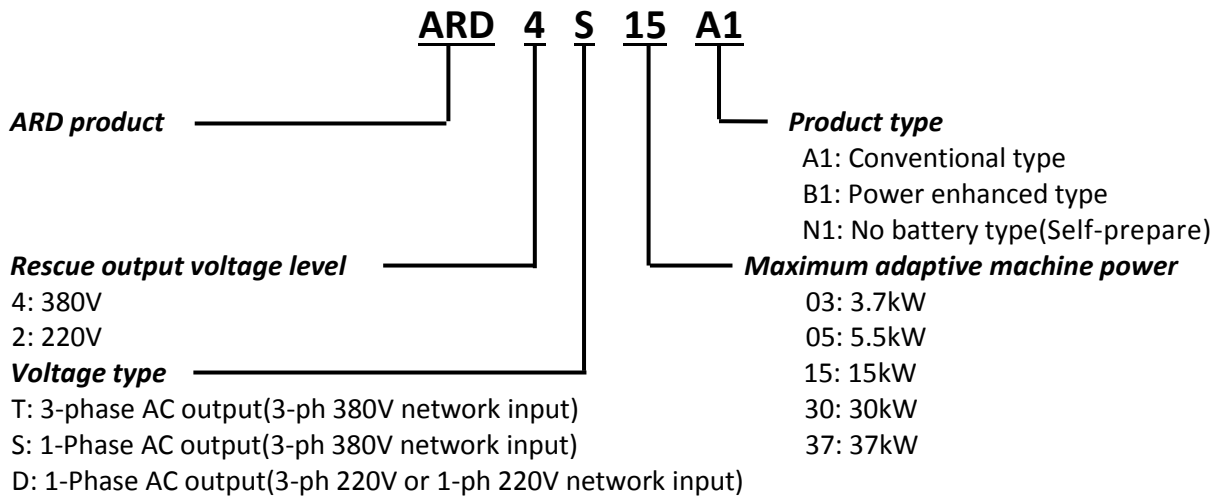 ARD 4 S 15 A1
ARD product
Product type
A1: Conventional type
B1: Power enhanced type
N1: No battery type(Self-prepare)
Rescue output voltage level
4: 380V
2: 220V
Maximum adaptive machine power
03: 3.7kW
05: 5.5kW
15: 15kW
30: 30kW
37: 37kW
Voltage type
T: 3-phase AC output(3-ph 380V network input)
S: 1-Phase AC output(3-ph 380V network input)
D: 1-Phase AC output(3-ph 220V or 1-ph 220V network input)